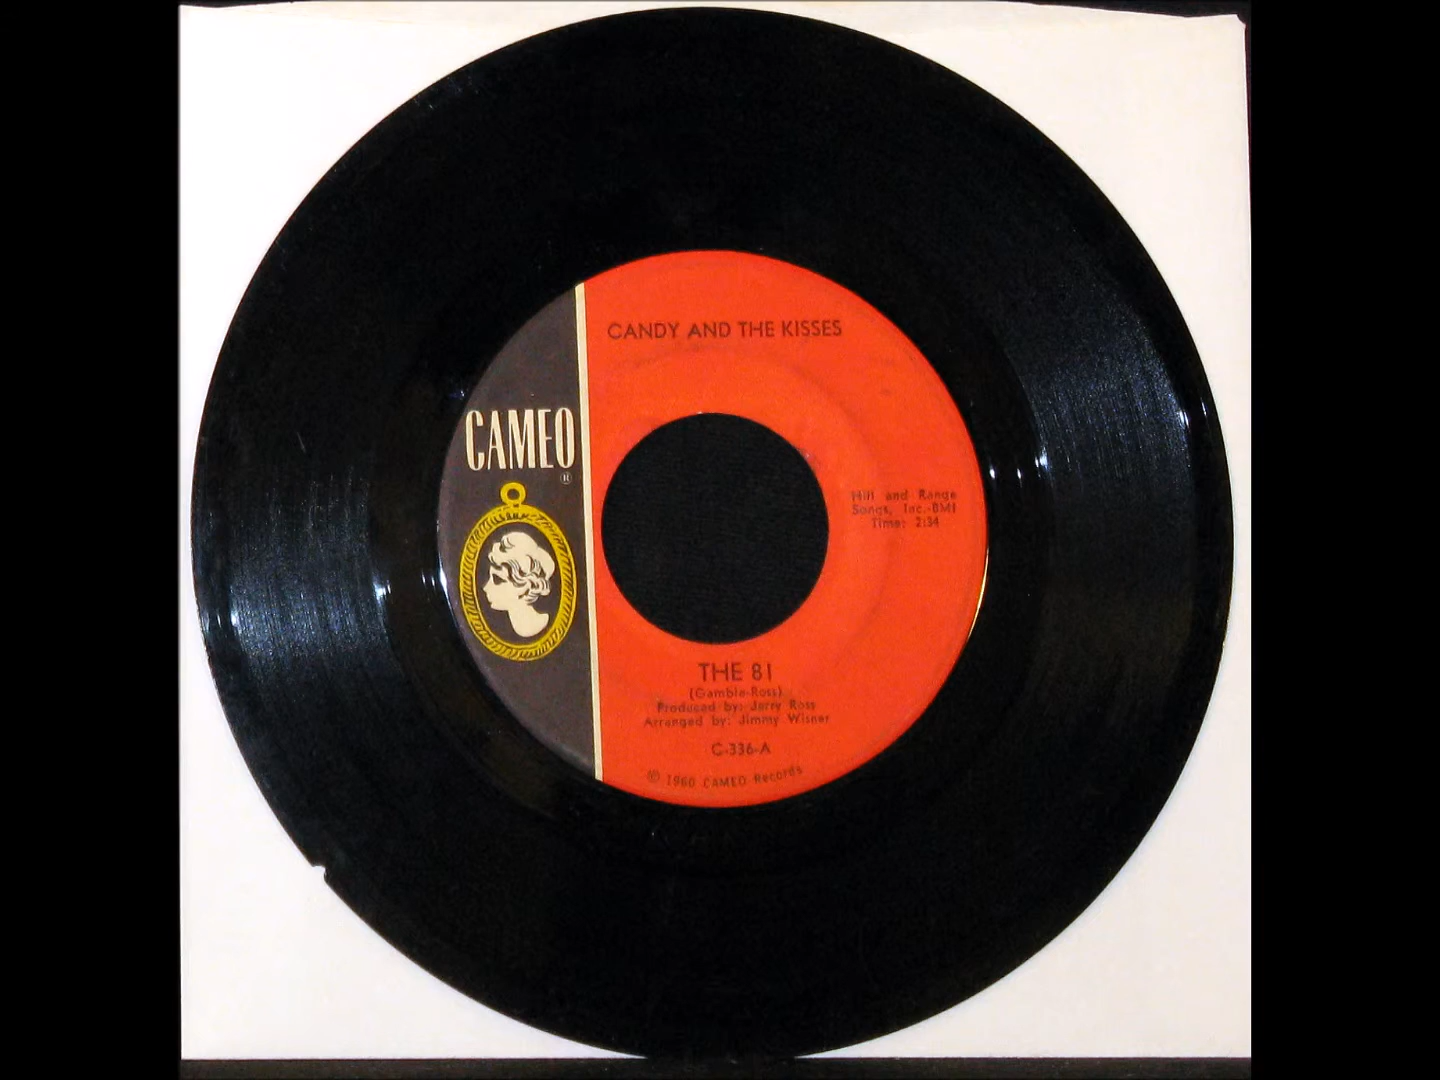 CANDY AND THE KISSES
CAMEO
®
Hill and Range
Songs, Inc.-BMI
Time: 2:34
THE 81
(Gamble-Ross)
Produced by: Jerry Ross
Arranged by: Jimmy Wisner
C-336-A
© 1960 CAMEO Records